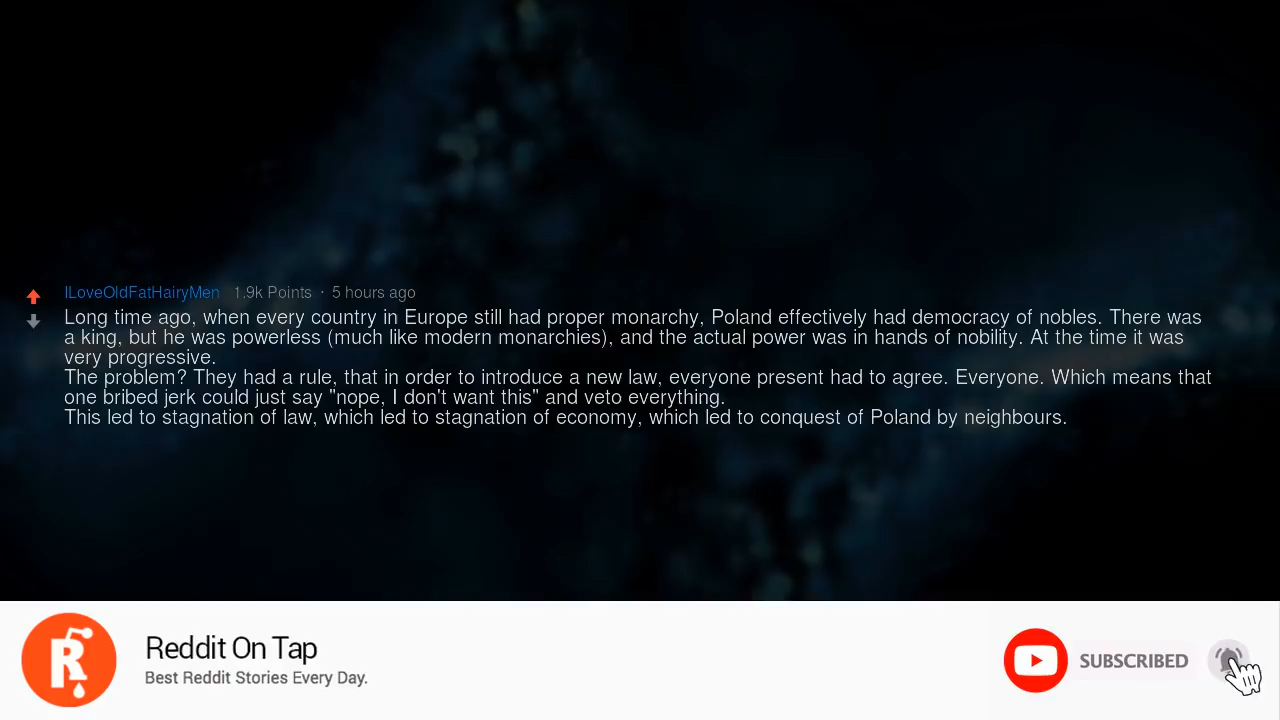 ILoveOldFatHairyMen 1.9k Points · 5 hours ago
Long time ago, when every country in Europe still had proper monarchy, Poland effectively had democracy of nobles. There was
a king, but he was powerless (much like modern monarchies), and the actual power was in hands of nobility. At the time it was
very progressive.
The problem? They had a rule, that in order to introduce a new law, everyone present had to agree. Everyone. Which means that
one bribed jerk could just say "nope, I don't want this" and veto everything.
This led to stagnation of law, which led to stagnation of economy, which led to conquest of Poland by neighbours.
Reddit On Tap
Best Reddit Stories Every Day.
SUBSCRIBED